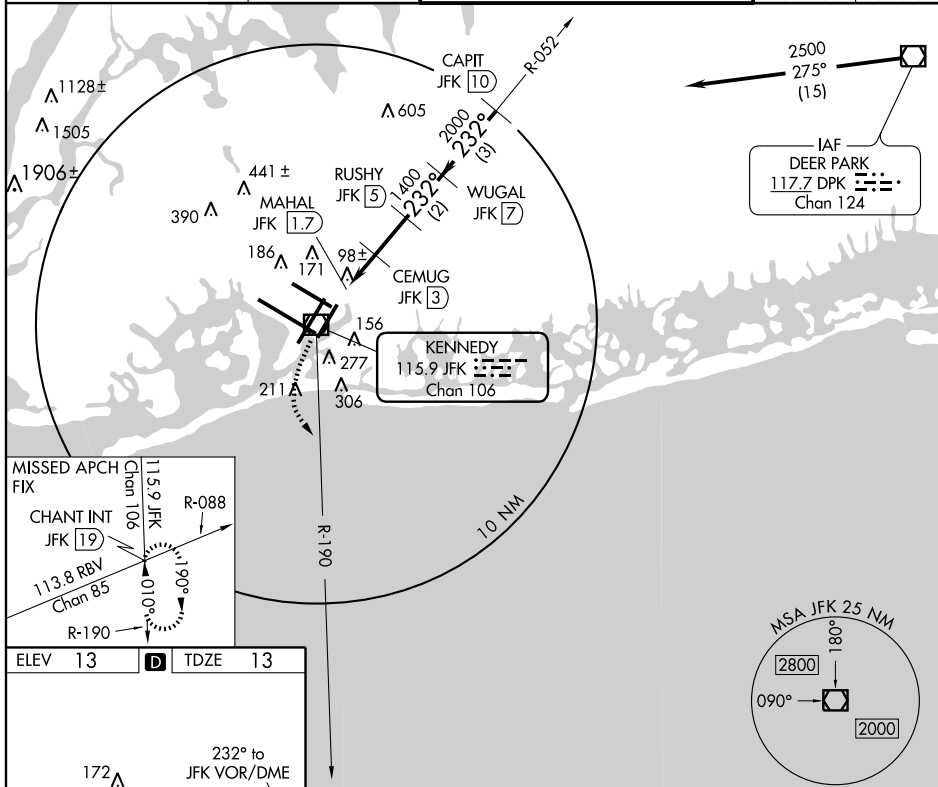 CAPIT
JFK 10
R-052
2500
275°
(15)
1128±
1505
1906±
605
2000
232°
(3)
IAF
DEER PARK
117.7 DPK
Chan 124
441 ±
390
RUSHY
JFK 5
1400
232°
(2)
WUGAL
JFK 7
MAHAL
JFK 1.7
186
171
98±
CEMUG
JFK 3
156
277
211
306
KENNEDY
115.9 JFK
Chan 106
R-190
10 NM
MISSED APCH
FIX
115.9 JFK
Chan 106
CHANT INT
JFK 19
R-088
113.8 RBV
Chan 85
190°
010°
R-190
MSA JFK 25 NM
180°
2800
090°
2000
ELEV 13
D
TDZE 13
172
232° to
JFK VOR/DME